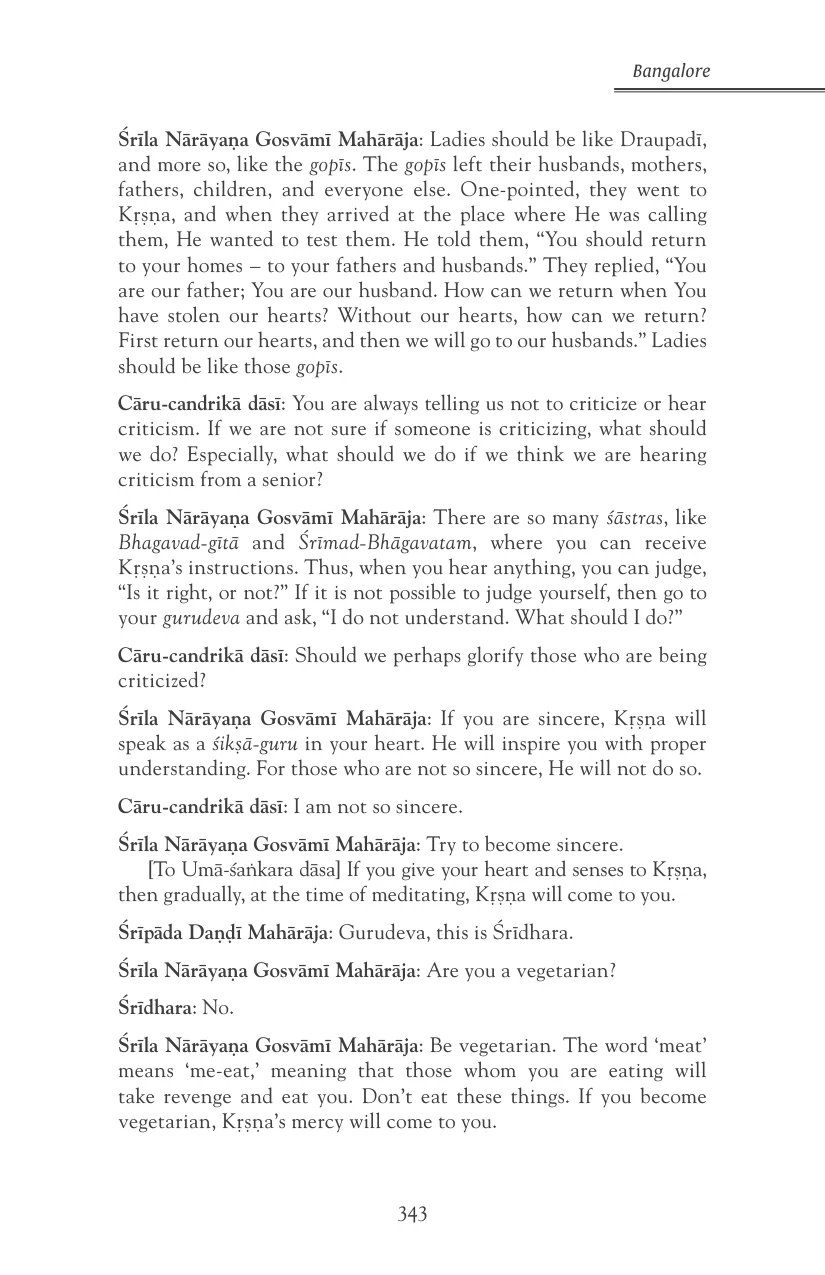 Bangalore
Śrīla Nārāyaṇa Gosvāmī Mahārāja: Ladies should be like Draupadī,
and more so, like the gopīs. The gopīs left their husbands, mothers,
fathers, children, and everyone else. One-pointed, they went to
Kṛṣṇa, and when they arrived at the place where He was calling
them, He wanted to test them. He told them, “You should return
to your homes – to your fathers and husbands.” They replied, “You
are our father; You are our husband. How can we return when You
have stolen our hearts? Without our hearts, how can we return?
First return our hearts, and then we will go to our husbands.” Ladies
should be like those gopīs.
Cāru-candrikā dāsī: You are always telling us not to criticize or hear
criticism. If we are not sure if someone is criticizing, what should
we do? Especially, what should we do if we think we are hearing
criticism from a senior?
Śrīla Nārāyaṇa Gosvāmī Mahārāja: There are so many śāstras, like
Bhagavad-gītā and Śrīmad-Bhāgavatam, where you can receive
Kṛṣṇa’s instructions. Thus, when you hear anything, you can judge,
“Is it right, or not?” If it is not possible to judge yourself, then go to
your gurudeva and ask, “I do not understand. What should I do?”
Cāru-candrikā dāsī: Should we perhaps glorify those who are being
criticized?
Śrīla Nārāyaṇa Gosvāmī Mahārāja: If you are sincere, Kṛṣṇa will
speak as a śikṣā-guru in your heart. He will inspire you with proper
understanding. For those who are not so sincere, He will not do so.
Cāru-candrikā dāsī: I am not so sincere.
Śrīla Nārāyaṇa Gosvāmī Mahārāja: Try to become sincere.
[To Umā-śaṅkara dāsa] If you give your heart and senses to Kṛṣṇa,
then gradually, at the time of meditating, Kṛṣṇa will come to you.
Śrīpāda Daṇḍī Mahārāja: Gurudeva, this is Śrīdhara.
Śrīla Nārāyaṇa Gosvāmī Mahārāja: Are you a vegetarian?
Śrīdhara: No.
Śrīla Nārāyaṇa Gosvāmī Mahārāja: Be vegetarian. The word ‘meat’
means ‘me-eat,’ meaning that those whom you are eating will
take revenge and eat you. Don’t eat these things. If you become
vegetarian, Kṛṣṇa’s mercy will come to you.
343